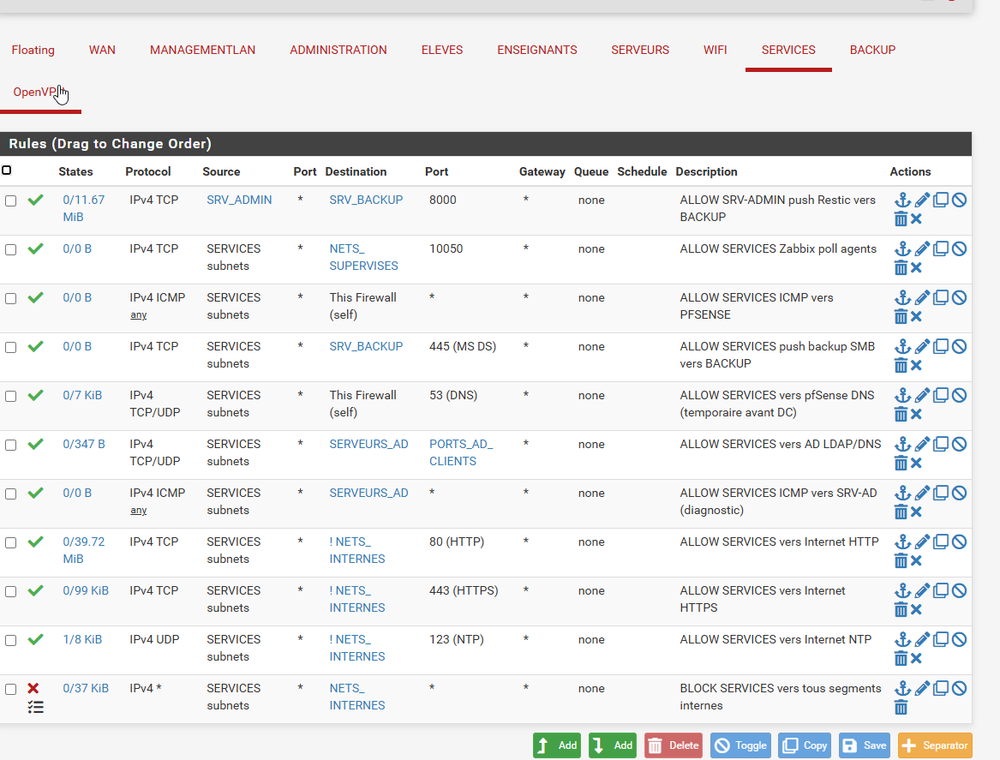 Floating WAN MANAGEMENTLAN ADMINISTRATION ELEVES ENSEIGNANTS SERVEURS WIFI SERVICES BACKUP
OpenVP
Rules (Drag to Change Order)
States Protocol Source Port Destination Port Gateway Queue Schedule Description Actions
0/11.67 IPv4 TCP SRV_ADMIN * SRV_BACKUP 8000 * none ALLOW SRV-ADMIN push Restic vers
MiB BACKUP
0/0 B IPv4 TCP SERVICES * NETS_ 10050 * none ALLOW SERVICES Zabbix poll agents
subnets SUPERVISES
0/0 B IPv4 ICMP SERVICES * This Firewall * * none ALLOW SERVICES ICMP vers
any subnets (self) PFSENSE
0/0 B IPv4 TCP SERVICES * SRV_BACKUP 445 (MS DS) * none ALLOW SERVICES push backup SMB
subnets vers BACKUP
0/7 KiB IPv4 SERVICES * This Firewall 53 (DNS) * none ALLOW SERVICES vers pfSense DNS
TCP/UDP subnets (self) (temporaire avant DC)
0/347 B IPv4 SERVICES * SERVEURS_AD PORTS_AD_ * none ALLOW SERVICES vers AD LDAP/DNS
TCP/UDP subnets CLIENTS
0/0 B IPv4 ICMP SERVICES * SERVEURS_AD * * none ALLOW SERVICES ICMP vers SRV-AD
any subnets (diagnostic)
0/39.72 IPv4 TCP SERVICES * ! NETS_ 80 (HTTP) * none ALLOW SERVICES vers Internet HTTP
MiB subnets INTERNES
0/99 KiB IPv4 TCP SERVICES * ! NETS_ 443 (HTTPS) * none ALLOW SERVICES vers Internet
subnets INTERNES HTTPS
1/8 KiB IPv4 UDP SERVICES * ! NETS_ 123 (NTP) * none ALLOW SERVICES vers Internet NTP
subnets INTERNES
0/37 KiB IPv4 * SERVICES * NETS_ * * none BLOCK SERVICES vers tous segments
subnets INTERNES internes
Add Add Delete Toggle Copy Save Separator